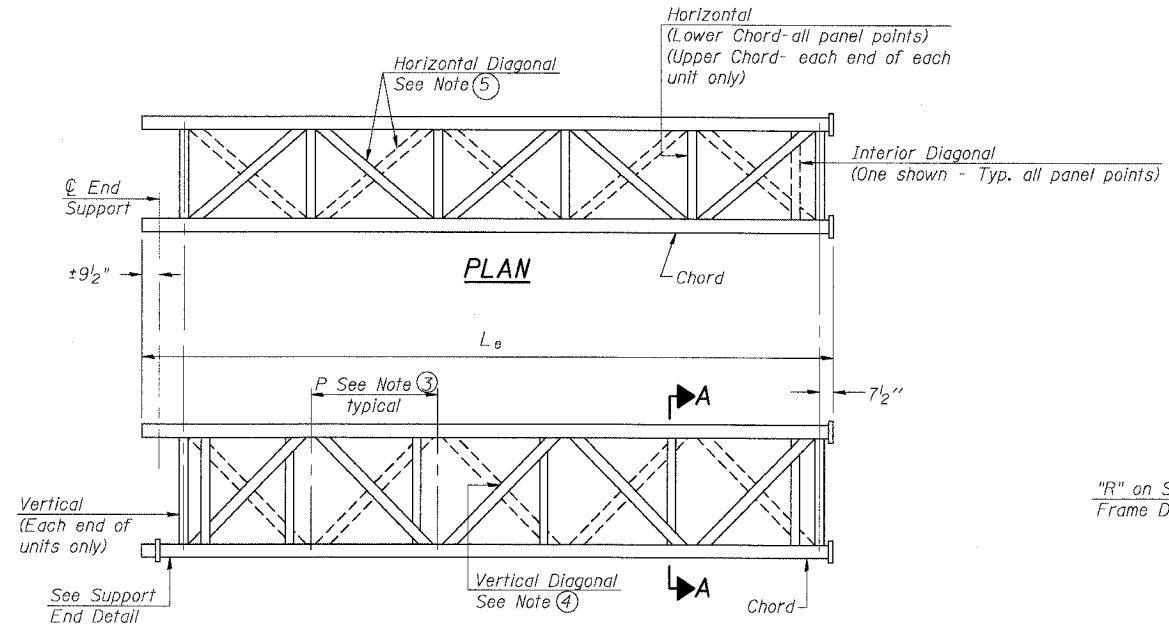 Horizontal
(Lower Chord-all panel points)
(Upper Chord- each end of each
unit only)
Horizontal Diagonal
See Note 5
Interior Diagonal
(One shown - Typ. all panel points)
℄ End
Support
±9½"
PLAN
Chord
Le
P See Note 3
typical
A
7½"
Vertical
(Each end of
units only)
"R" on S
Frame D
Vertical Diagonal
See Note 4
A
Chord
See Support
End Detail